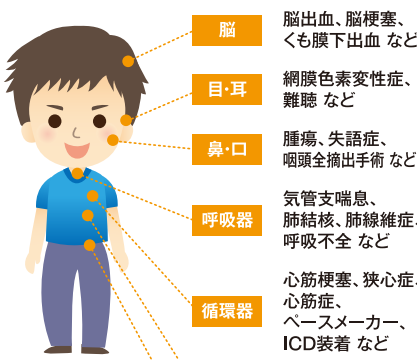 脳
脳出血、脳梗塞、
くも膜下出血 など
目・耳
網膜色素変性症、
難聴 など
鼻・口
腫瘍、失語症、
咽頭全摘出手術 など
呼吸器
気管支喘息、
肺結核、肺線維症、
呼吸不全 など
循環器
心筋梗塞、狭心症、
心筋症、
ペースメーカー、
ICD装着 など